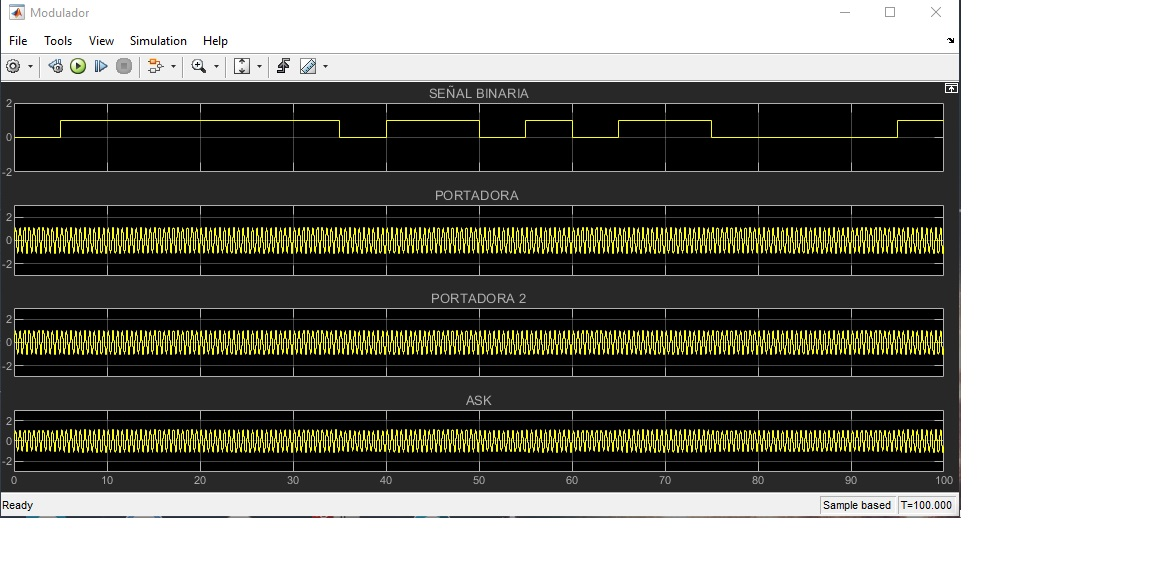 Modulador
File Tools View Simulation Help
SEÑAL BINARIA
2
0
-2
PORTADORA
2
0
-2
PORTADORA 2
2
0
-2
ASK
2
0
-2
0 10 20 30 40 50 60 70 80 90 100
Ready Sample based T=100.000